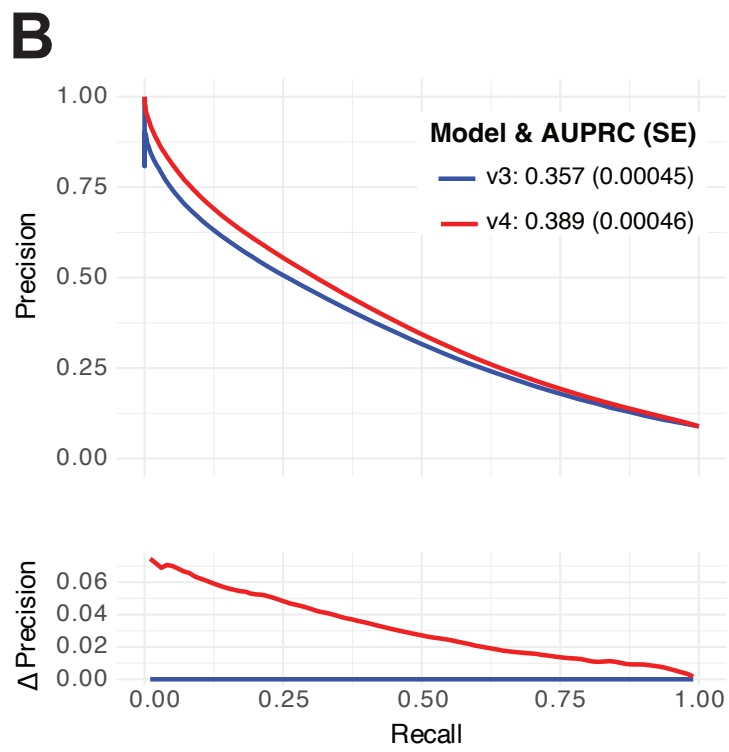 B
1.00
0.75
0.50
0.25
0.00
Precision
Model & AUPRC (SE)
v3: 0.357 (0.00045)
v4: 0.389 (0.00046)
0.06
0.04
0.02
0.00
Δ Precision
0.00 0.25 0.50 0.75 1.00
Recall